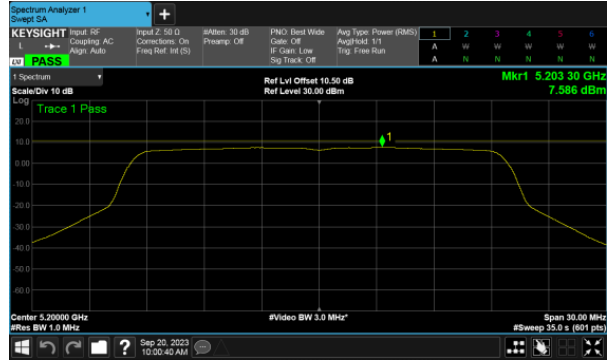 Spectrum Analyzer 1
Swept SA
+
KEYSIGHT Input: RF Input Z: 50 Ω #Atten: 30 dB PNO: Best Wide Avg Type: Power (RMS) 1 2 3 4 5 6
L Coupling: AC Corrections: On Preamp: Off Gate: Off Avg|Hold: 1/1 A W W W W W
Align: Auto Freq Ref: Int (S) IF Gain: Low Trig: Free Run
LXI PASS Sig Track: Off A N N N N N
1 Spectrum Ref Lvl Offset 10.50 dB Mkr1 5.203 30 GHz
Scale/Div 10 dB Ref Level 30.00 dBm 7.586 dBm
Log Trace 1 Pass
20.0
10.0 1
0.00
-10.0
-20.0
-30.0
-40.0
-50.0
-60.0
Center 5.20000 GHz #Video BW 3.0 MHz* Span 30.00 MHz
#Res BW 1.0 MHz #Sweep 35.0 s (601 pts)
? Sep 20, 2023
10:00:40 AM